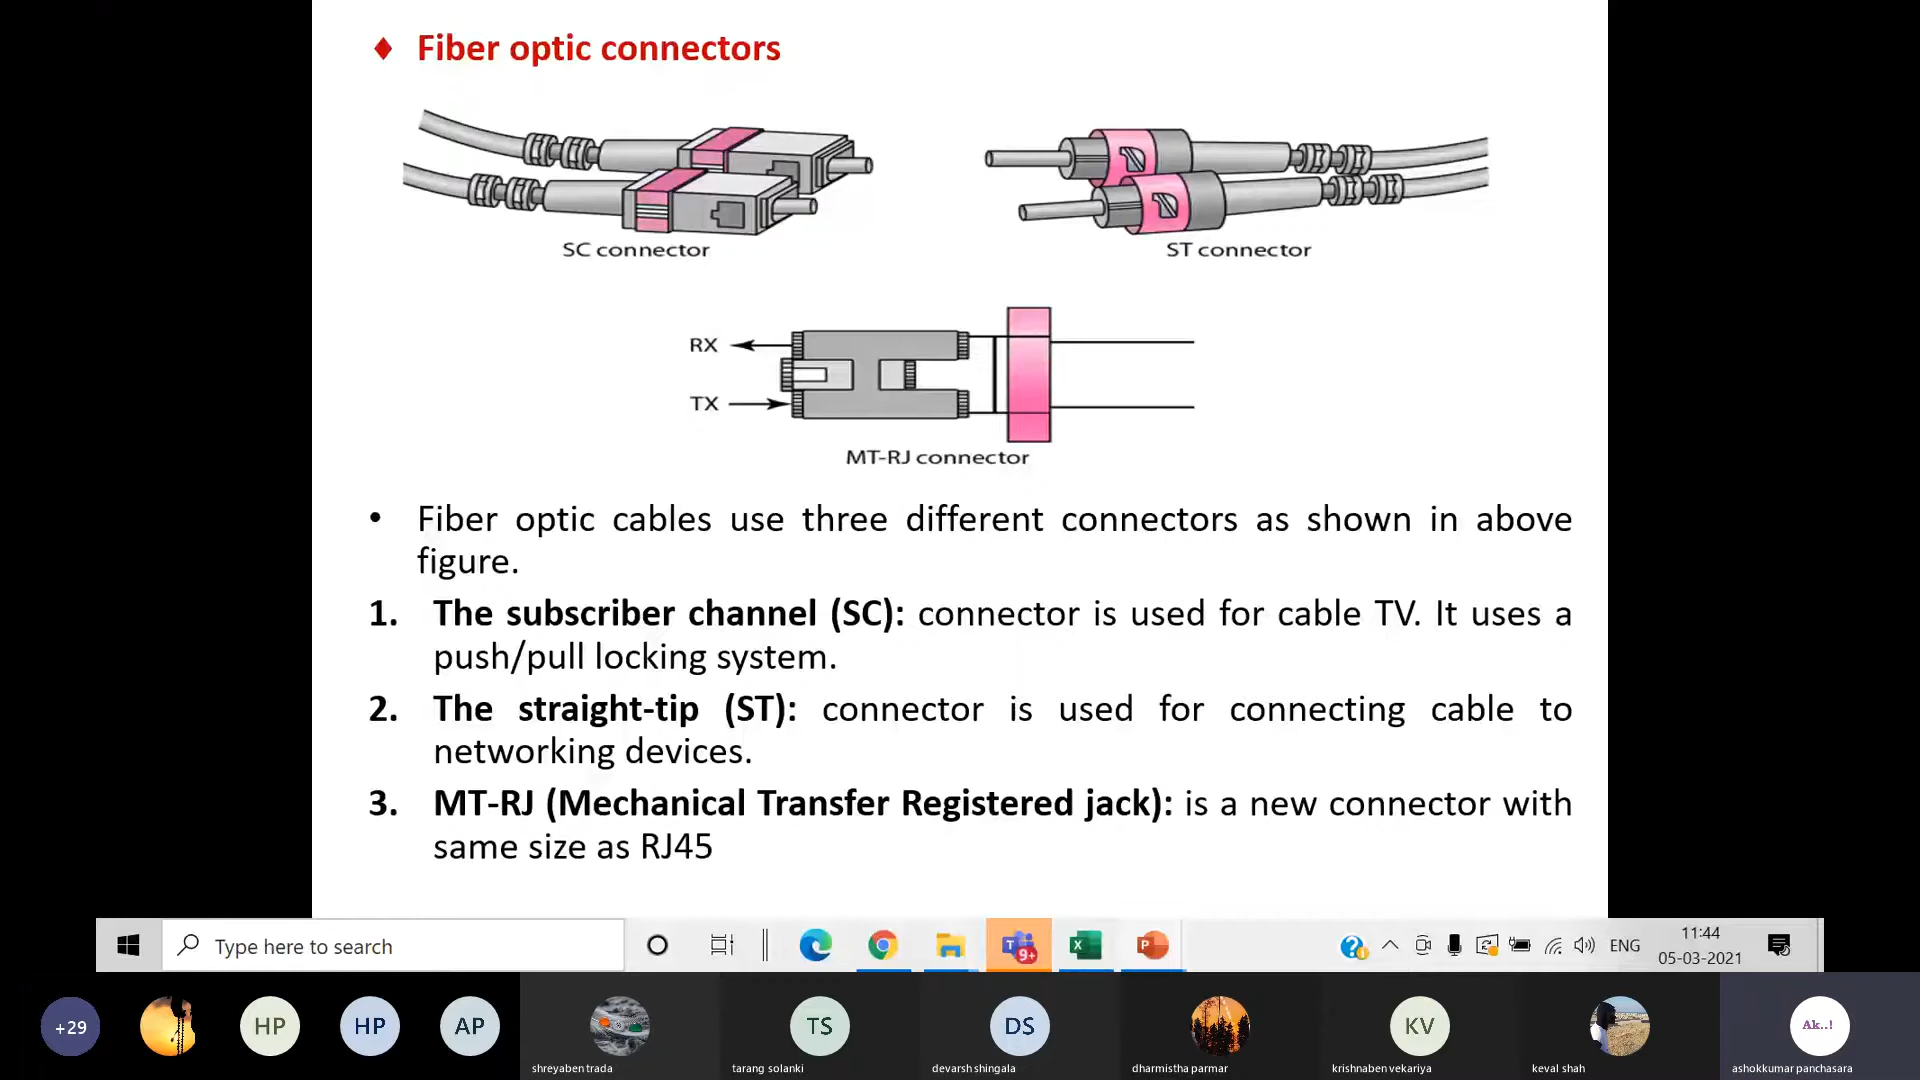 ♦ Fiber optic connectors
SC connector
ST connector
RX
TX
MT-RJ connector
• Fiber optic cables use three different connectors as shown in above
figure.
1. The subscriber channel (SC): connector is used for cable TV. It uses a
push/pull locking system.
2. The straight-tip (ST): connector is used for connecting cable to
networking devices.
3. MT-RJ (Mechanical Transfer Registered jack): is a new connector with
same size as RJ45
Type here to search
T
9+
X
P
ENG
11:44
05-03-2021
+29
HP
HP
AP
TS
DS
KV
Ak..!
shreyaben trada
tarang solanki
devarsh shingala
dharmistha parmar
krishnaben vekariya
keval shah
ashokkumar panchasara